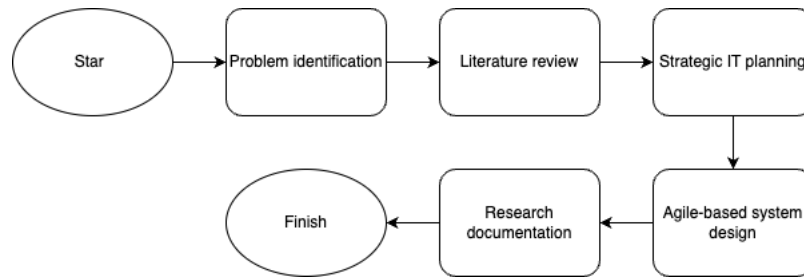 Star
Problem identification
Literature review
Strategic IT planning
Agile-based system
design
Research
documentation
Finish